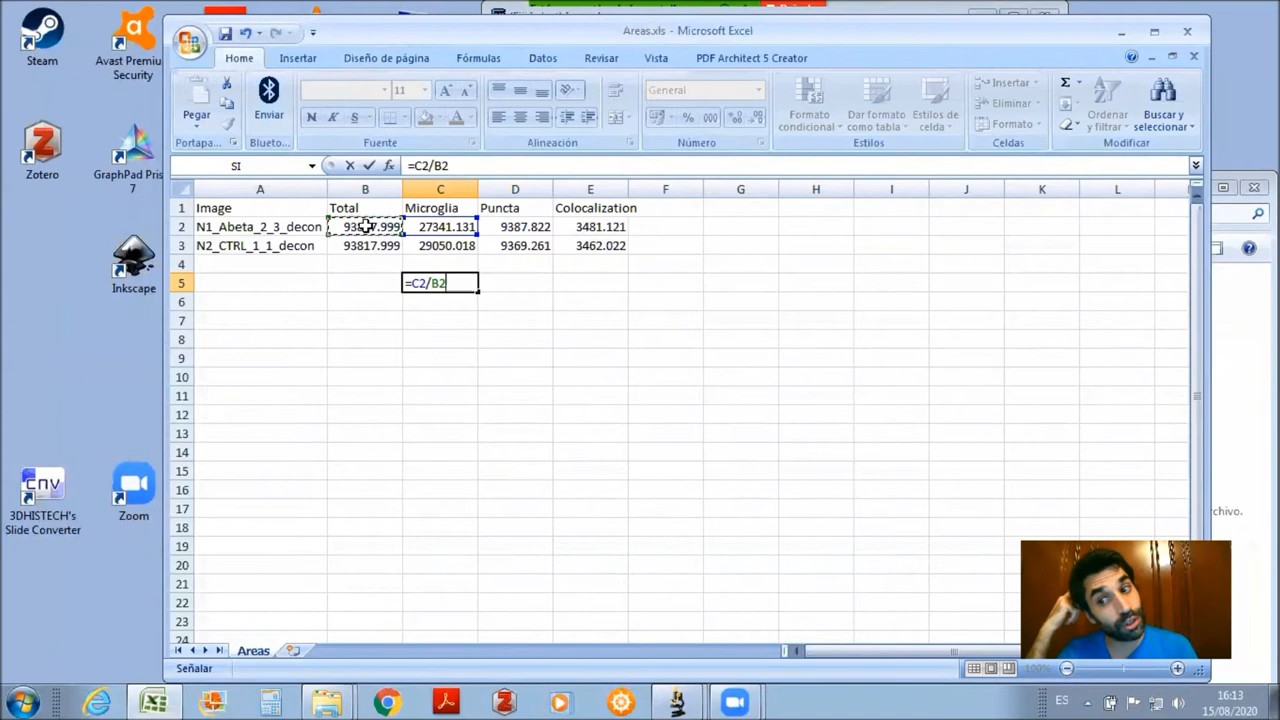 Steam
Avast Premiu
Security
Zotero
GraphPad Pris
7
Inkscape
3DHISTECH's
Slide Converter
CNV
Zoom
Areas.xls - Microsoft Excel
Home Insertar Diseño de página Fórmulas Datos Revisar Vista PDF Architect 5 Creator
Pegar
Portapa...
Enviar
Blueto...
11
N K S
Fuente
Alineación
General
% 000
Número
Formato
condicional
Dar formato
como tabla
Estilos de
celda
Estilos
Insertar
Eliminar
Formato
Celdas
Σ
Ordenar
y filtrar
Buscar y
seleccionar
Modificar
SI fx =C2/B2
A B C D E F G H I J K L
1 Image Total Microglia Puncta Colocalization
2 N1_Abeta_2_3_decon 27341.131 9387.822 3481.121
3 N2_CTRL_1_1_decon 93817.999 29050.018 9369.261 3462.022
4
5 =C2/B2
6
7
8
9
10
11
12
13
14
15
16
17
18
19
20
21
22
23
24
Areas
Señalar
100%
rchivo.
ES
16:13
15/08/2020